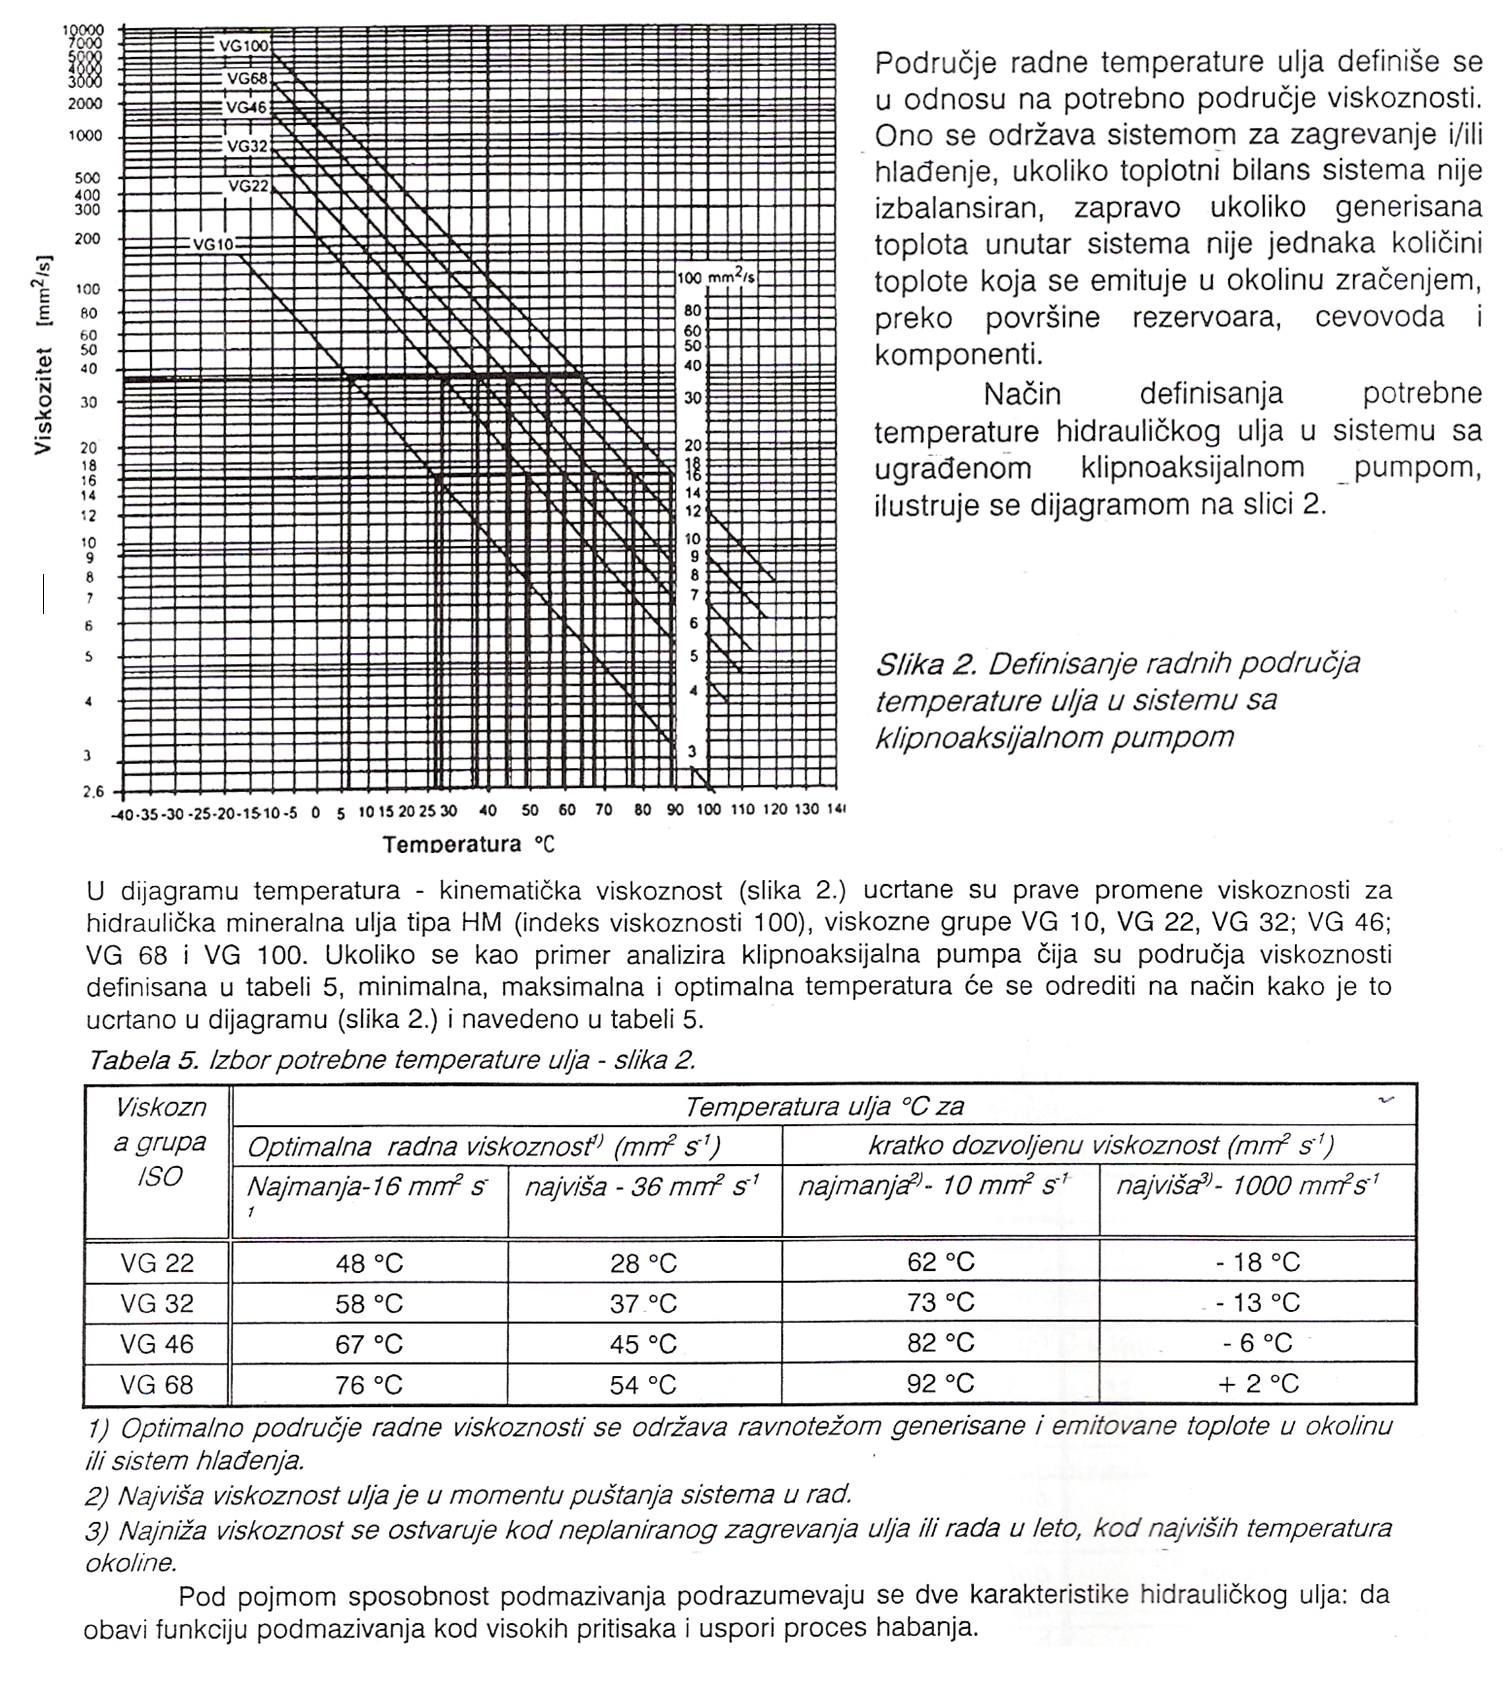 10000
7000
5000
4000
3000
2000
1000
500
400
300
200
100
80
60
50
40
30
20
18
16
14
12
10
9
8
7
6
5
4
3
2.6
Viskozitet [mm²/s]
VG100
VG68
VG46
VG32
VG22
VG10
100 mm²/s
80
60
50
40
30
20
18
16
14
12
10
9
8
7
6
5
4
3
-40 -35 -30 -25 -20 -15 -10 -5 0 5 10 15 20 25 30 40 50 60 70 80 90 100 110 120 130 140
Temperatura °C
Područje radne temperature ulja definiše se
u odnosu na potrebno područje viskoznosti.
Ono se održava sistemom za zagrevanje i/ili
hlađenje, ukoliko toplotni bilans sistema nije
izbalansiran, zapravo ukoliko generisana
toplota unutar sistema nije jednaka količini
toplote koja se emituje u okolinu zračenjem,
preko površine rezervoara, cevovoda i
komponenti.
Način definisanja potrebne
temperature hidrauličkog ulja u sistemu sa
ugrađenom klipnoaksijalnom pumpom,
ilustruje se dijagramom na slici 2.
Slika 2. Definisanje radnih područja
temperature ulja u sistemu sa
klipnoaksijalnom pumpom
U dijagramu temperatura - kinematička viskoznost (slika 2.) ucrtane su prave promene viskoznosti za
hidraulička mineralna ulja tipa HM (indeks viskoznosti 100), viskozne grupe VG 10, VG 22, VG 32; VG 46;
VG 68 i VG 100. Ukoliko se kao primer analizira klipnoaksijalna pumpa čija su područja viskoznosti
definisana u tabeli 5, minimalna, maksimalna i optimalna temperatura će se odrediti na način kako je to
ucrtano u dijagramu (slika 2.) i navedeno u tabeli 5.
Tabela 5. Izbor potrebne temperature ulja - slika 2.
Viskozn
a grupa
ISO
Temperatura ulja °C za
Optimalna radna viskoznost¹⁾ (mm² s⁻¹)
kratko dozvoljenu viskoznost (mm² s⁻¹)
Najmanja-16 mm² s⁻
¹
najviša - 36 mm² s⁻¹
najmanja²⁾- 10 mm² s⁻¹
najviša³⁾- 1000 mm²s⁻¹
VG 22 48 °C 28 °C 62 °C - 18 °C
VG 32 58 °C 37 °C 73 °C - 13 °C
VG 46 67 °C 45 °C 82 °C - 6 °C
VG 68 76 °C 54 °C 92 °C + 2 °C
1) Optimalno područje radne viskoznosti se održava ravnotežom generisane i emitovane toplote u okolinu
ili sistem hlađenja.
2) Najviša viskoznost ulja je u momentu puštanja sistema u rad.
3) Najniža viskoznost se ostvaruje kod neplaniranog zagrevanja ulja ili rada u leto, kod najviših temperatura
okoline.
Pod pojmom sposobnost podmazivanja podrazumevaju se dve karakteristike hidrauličkog ulja: da
obavi funkciju podmazivanja kod visokih pritisaka i uspori proces habanja.